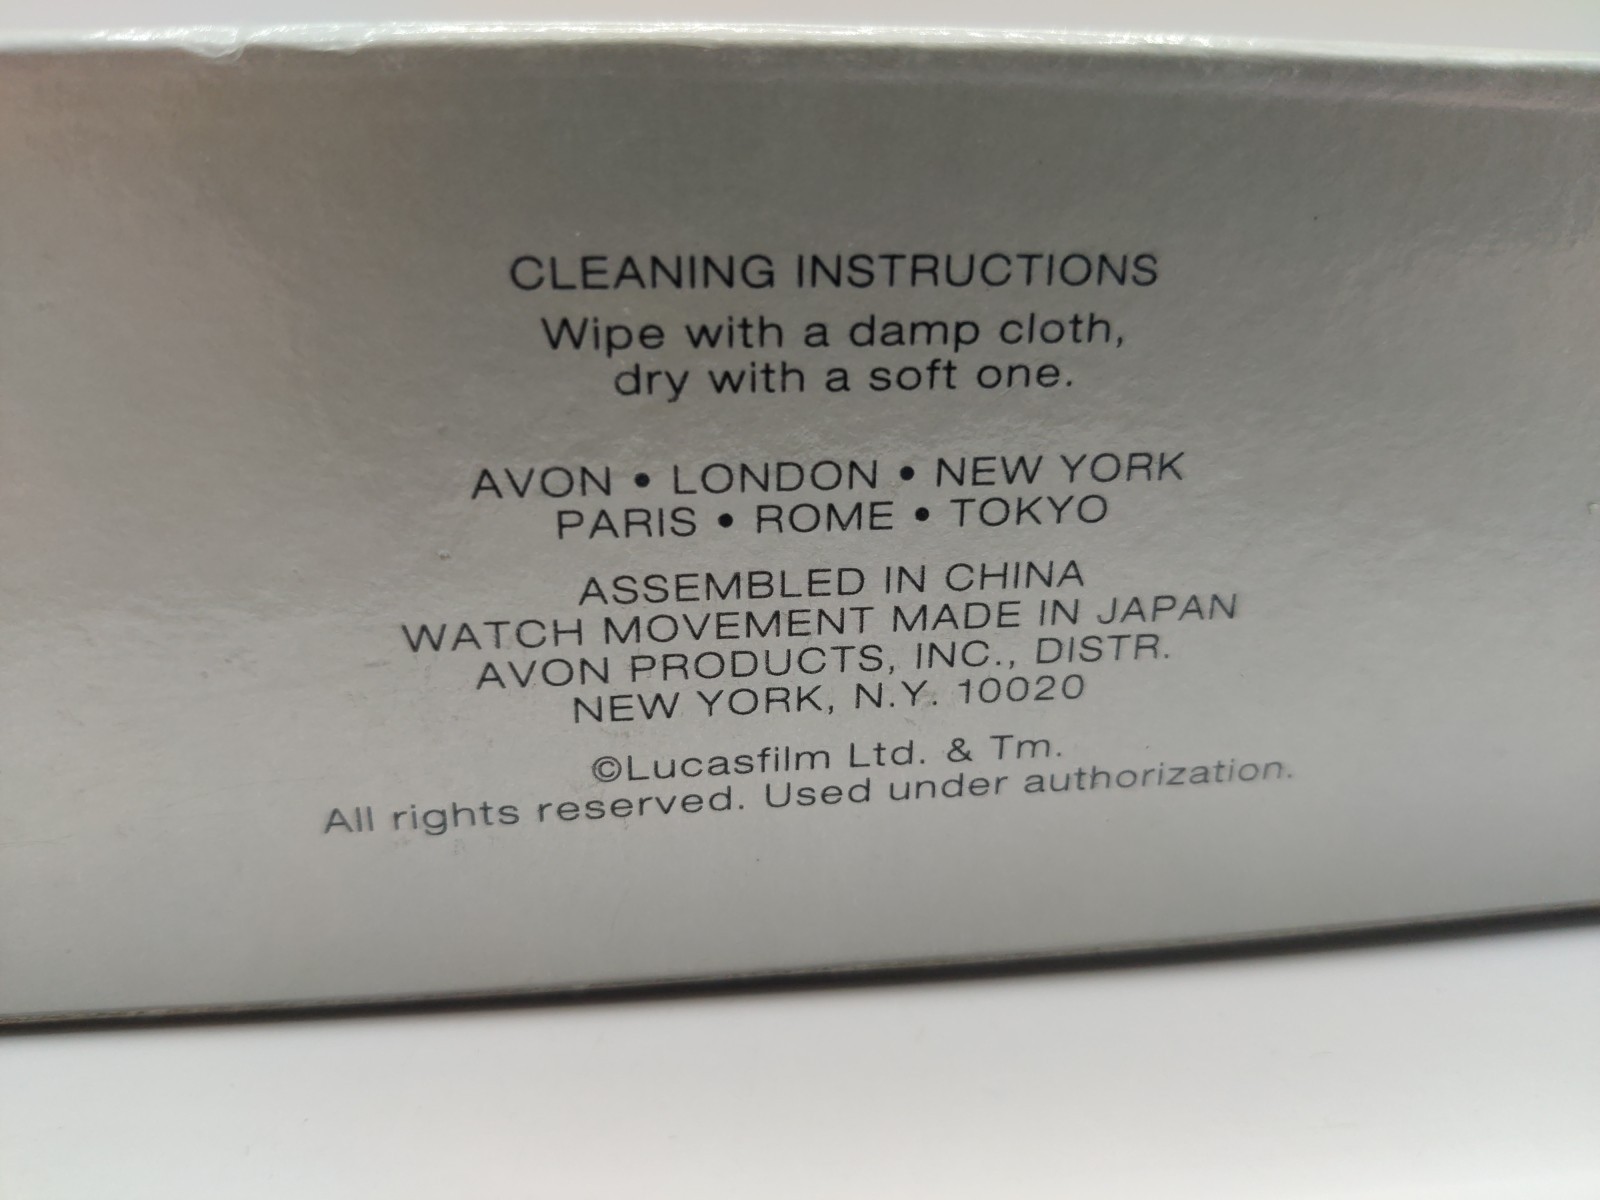 CLEANING INSTRUCTIONS
Wipe with a damp cloth,
dry with a soft one.
AVON • LONDON • NEW YORK
PARIS • ROME • TOKYO
ASSEMBLED IN CHINA
WATCH MOVEMENT MADE IN JAPAN
AVON PRODUCTS, INC., DISTR.
NEW YORK, N.Y. 10020
©Lucasfilm Ltd. & Tm.
All rights reserved. Used under authorization.